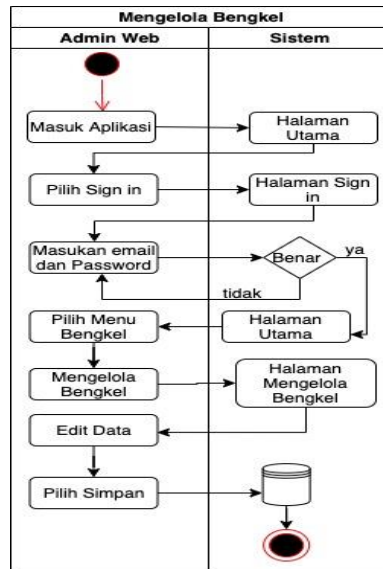 Mengelola Bengkel
Admin Web
Sistem
Masuk Aplikasi
Halaman
Utama
Pilih Sign in
Halaman Sign
in
Masukan email
dan Password
Benar
ya
tidak
Pilih Menu
Bengkel
Halaman
Utama
Mengelola
Bengkel
Halaman
Mengelola
Bengkel
Edit Data
Pilih Simpan